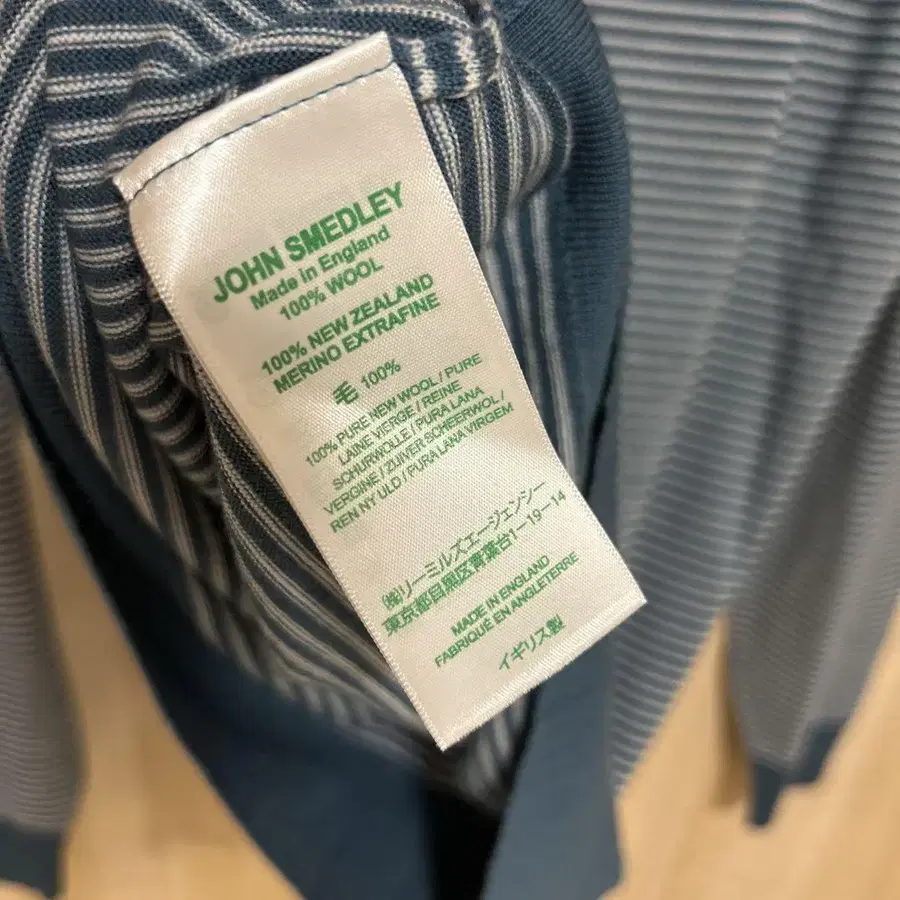 JOHN SMEDLEY
Made in England
100% WOOL
100% NEW ZEALAND
MERINO EXTRAFINE
毛 100%
100% PURE NEW WOOL / PURE
LAINE VIERGE / REINE
SCHURWOLLE / PURA LANA
VERGINE / ZUIVER SCHEERWOL /
REN NY ULD / PURA LANA VIRGEM
㈱リーミルズエージェンシー
東京都目黒区青葉台1-19-14
MADE IN ENGLAND
FABRIQUÉ EN ANGLETERRE
イギリス製